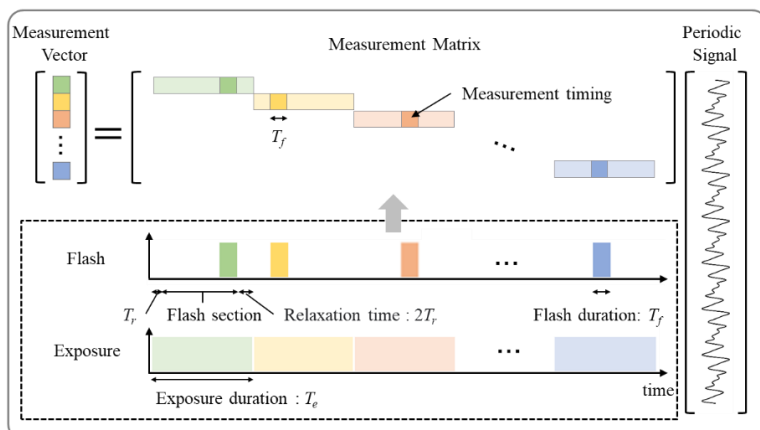 Measurement
Vector
Measurement Matrix
Periodic
Signal
=
Measurement timing
T_f
...
...
Flash
...
T_r
Flash section
Relaxation time : 2T_r
Flash duration: T_f
Exposure
...
time
Exposure duration : T_e